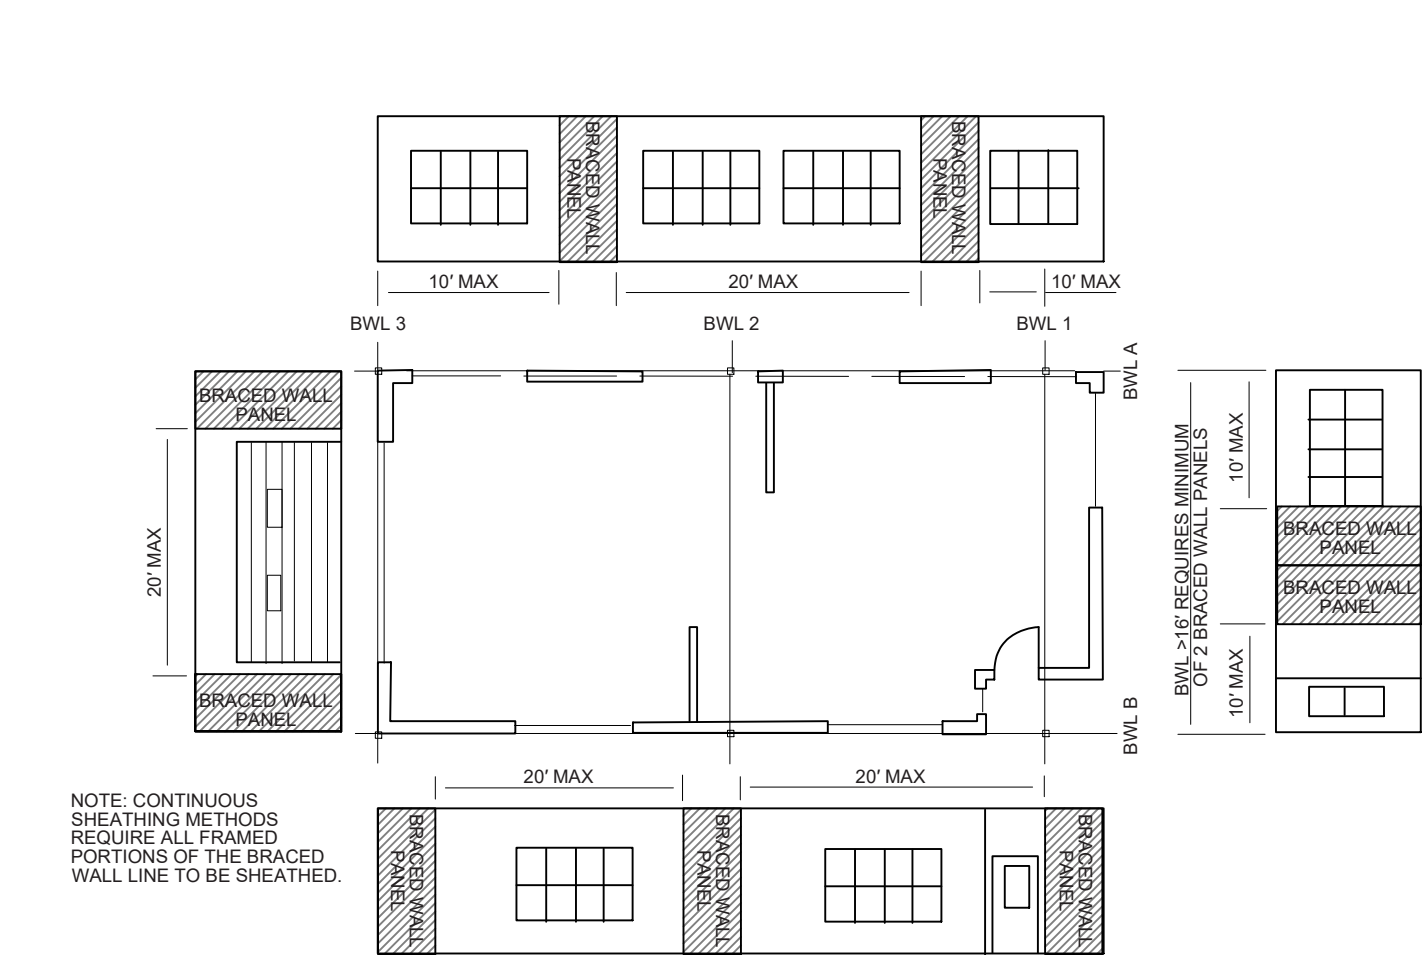 BRACED WALL
PANEL
BRACED WALL
PANEL
10′ MAX
20′ MAX
10′ MAX
BWL 3
BWL 2
BWL 1
BWL A
BRACED WALL
PANEL
20′ MAX
BRACED WALL
PANEL
BWL >16′ REQUIRES MINIMUM
OF 2 BRACED WALL PANELS
10′ MAX
BRACED WALL
PANEL
BRACED WALL
PANEL
10′ MAX
BWL B
20′ MAX
20′ MAX
NOTE: CONTINUOUS
SHEATHING METHODS
REQUIRE ALL FRAMED
PORTIONS OF THE BRACED
WALL LINE TO BE SHEATHED.
BRACED WALL
PANEL
BRACED WALL
PANEL
BRACED WALL
PANEL